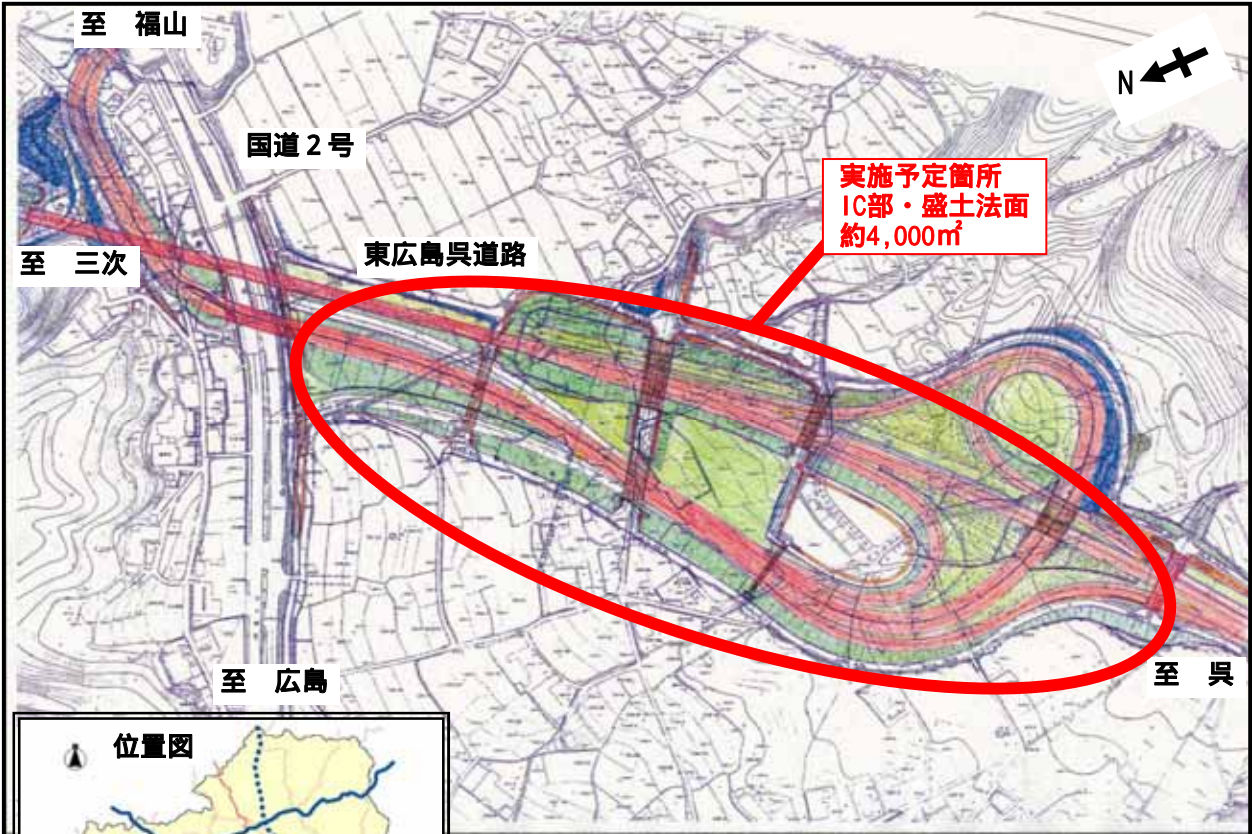 至 福山
N
国道2号
実施予定箇所
IC部・盛土法面
約4,000㎡
至 三次
東広島呉道路
至 広島
至 呉
位置図